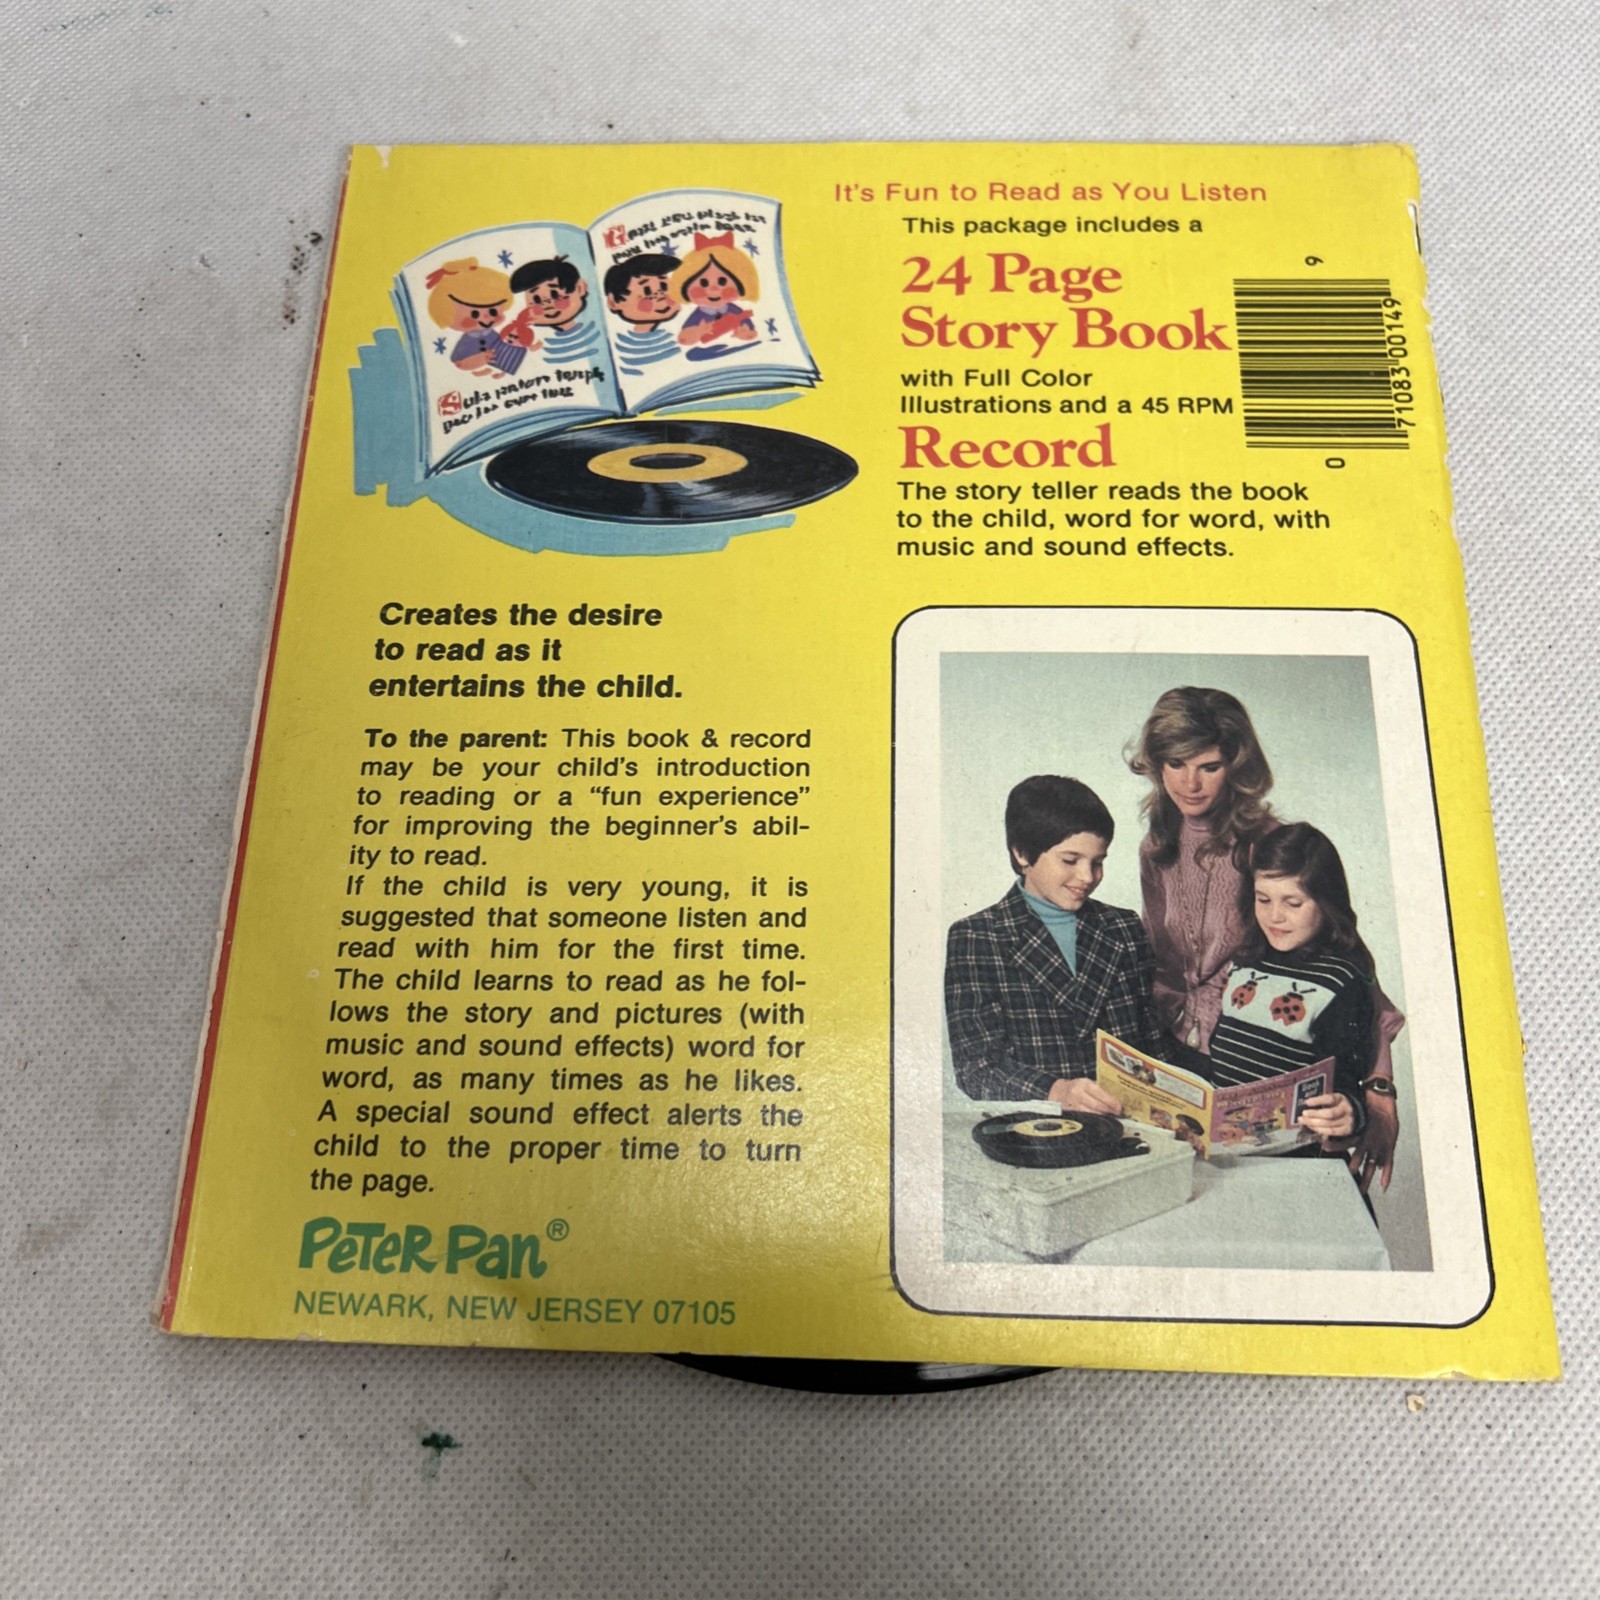 It's Fun to Read as You Listen
This package includes a
24 Page
Story Book
with Full Color
Illustrations and a 45 RPM
Record
The story teller reads the book
to the child, word for word, with
music and sound effects.
0 71083 00149 9
Creates the desire
to read as it
entertains the child.
To the parent: This book & record
may be your child's introduction
to reading or a “fun experience”
for improving the beginner's abil-
ity to read.
If the child is very young, it is
suggested that someone listen and
read with him for the first time.
The child learns to read as he fol-
lows the story and pictures (with
music and sound effects) word for
word, as many times as he likes.
A special sound effect alerts the
child to the proper time to turn
the page.
PETER PAN®
NEWARK, NEW JERSEY 07105